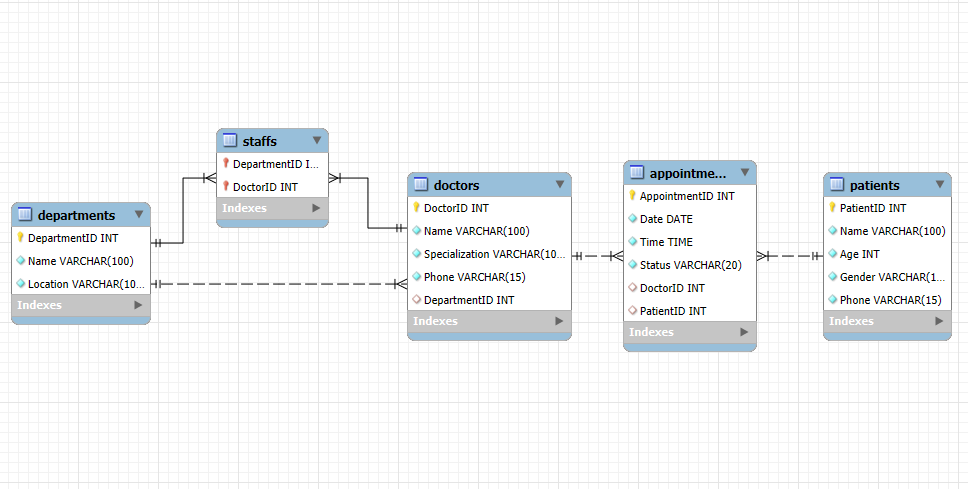 staffs
DepartmentID I...
DoctorID INT
Indexes
departments
DepartmentID INT
Name VARCHAR(100)
Location VARCHAR(10...
Indexes
doctors
DoctorID INT
Name VARCHAR(100)
Specialization VARCHAR(10...
Phone VARCHAR(15)
DepartmentID INT
Indexes
appointme...
AppointmentID INT
Date DATE
Time TIME
Status VARCHAR(20)
DoctorID INT
PatientID INT
Indexes
patients
PatientID INT
Name VARCHAR(100)
Age INT
Gender VARCHAR(1...
Phone VARCHAR(15)
Indexes